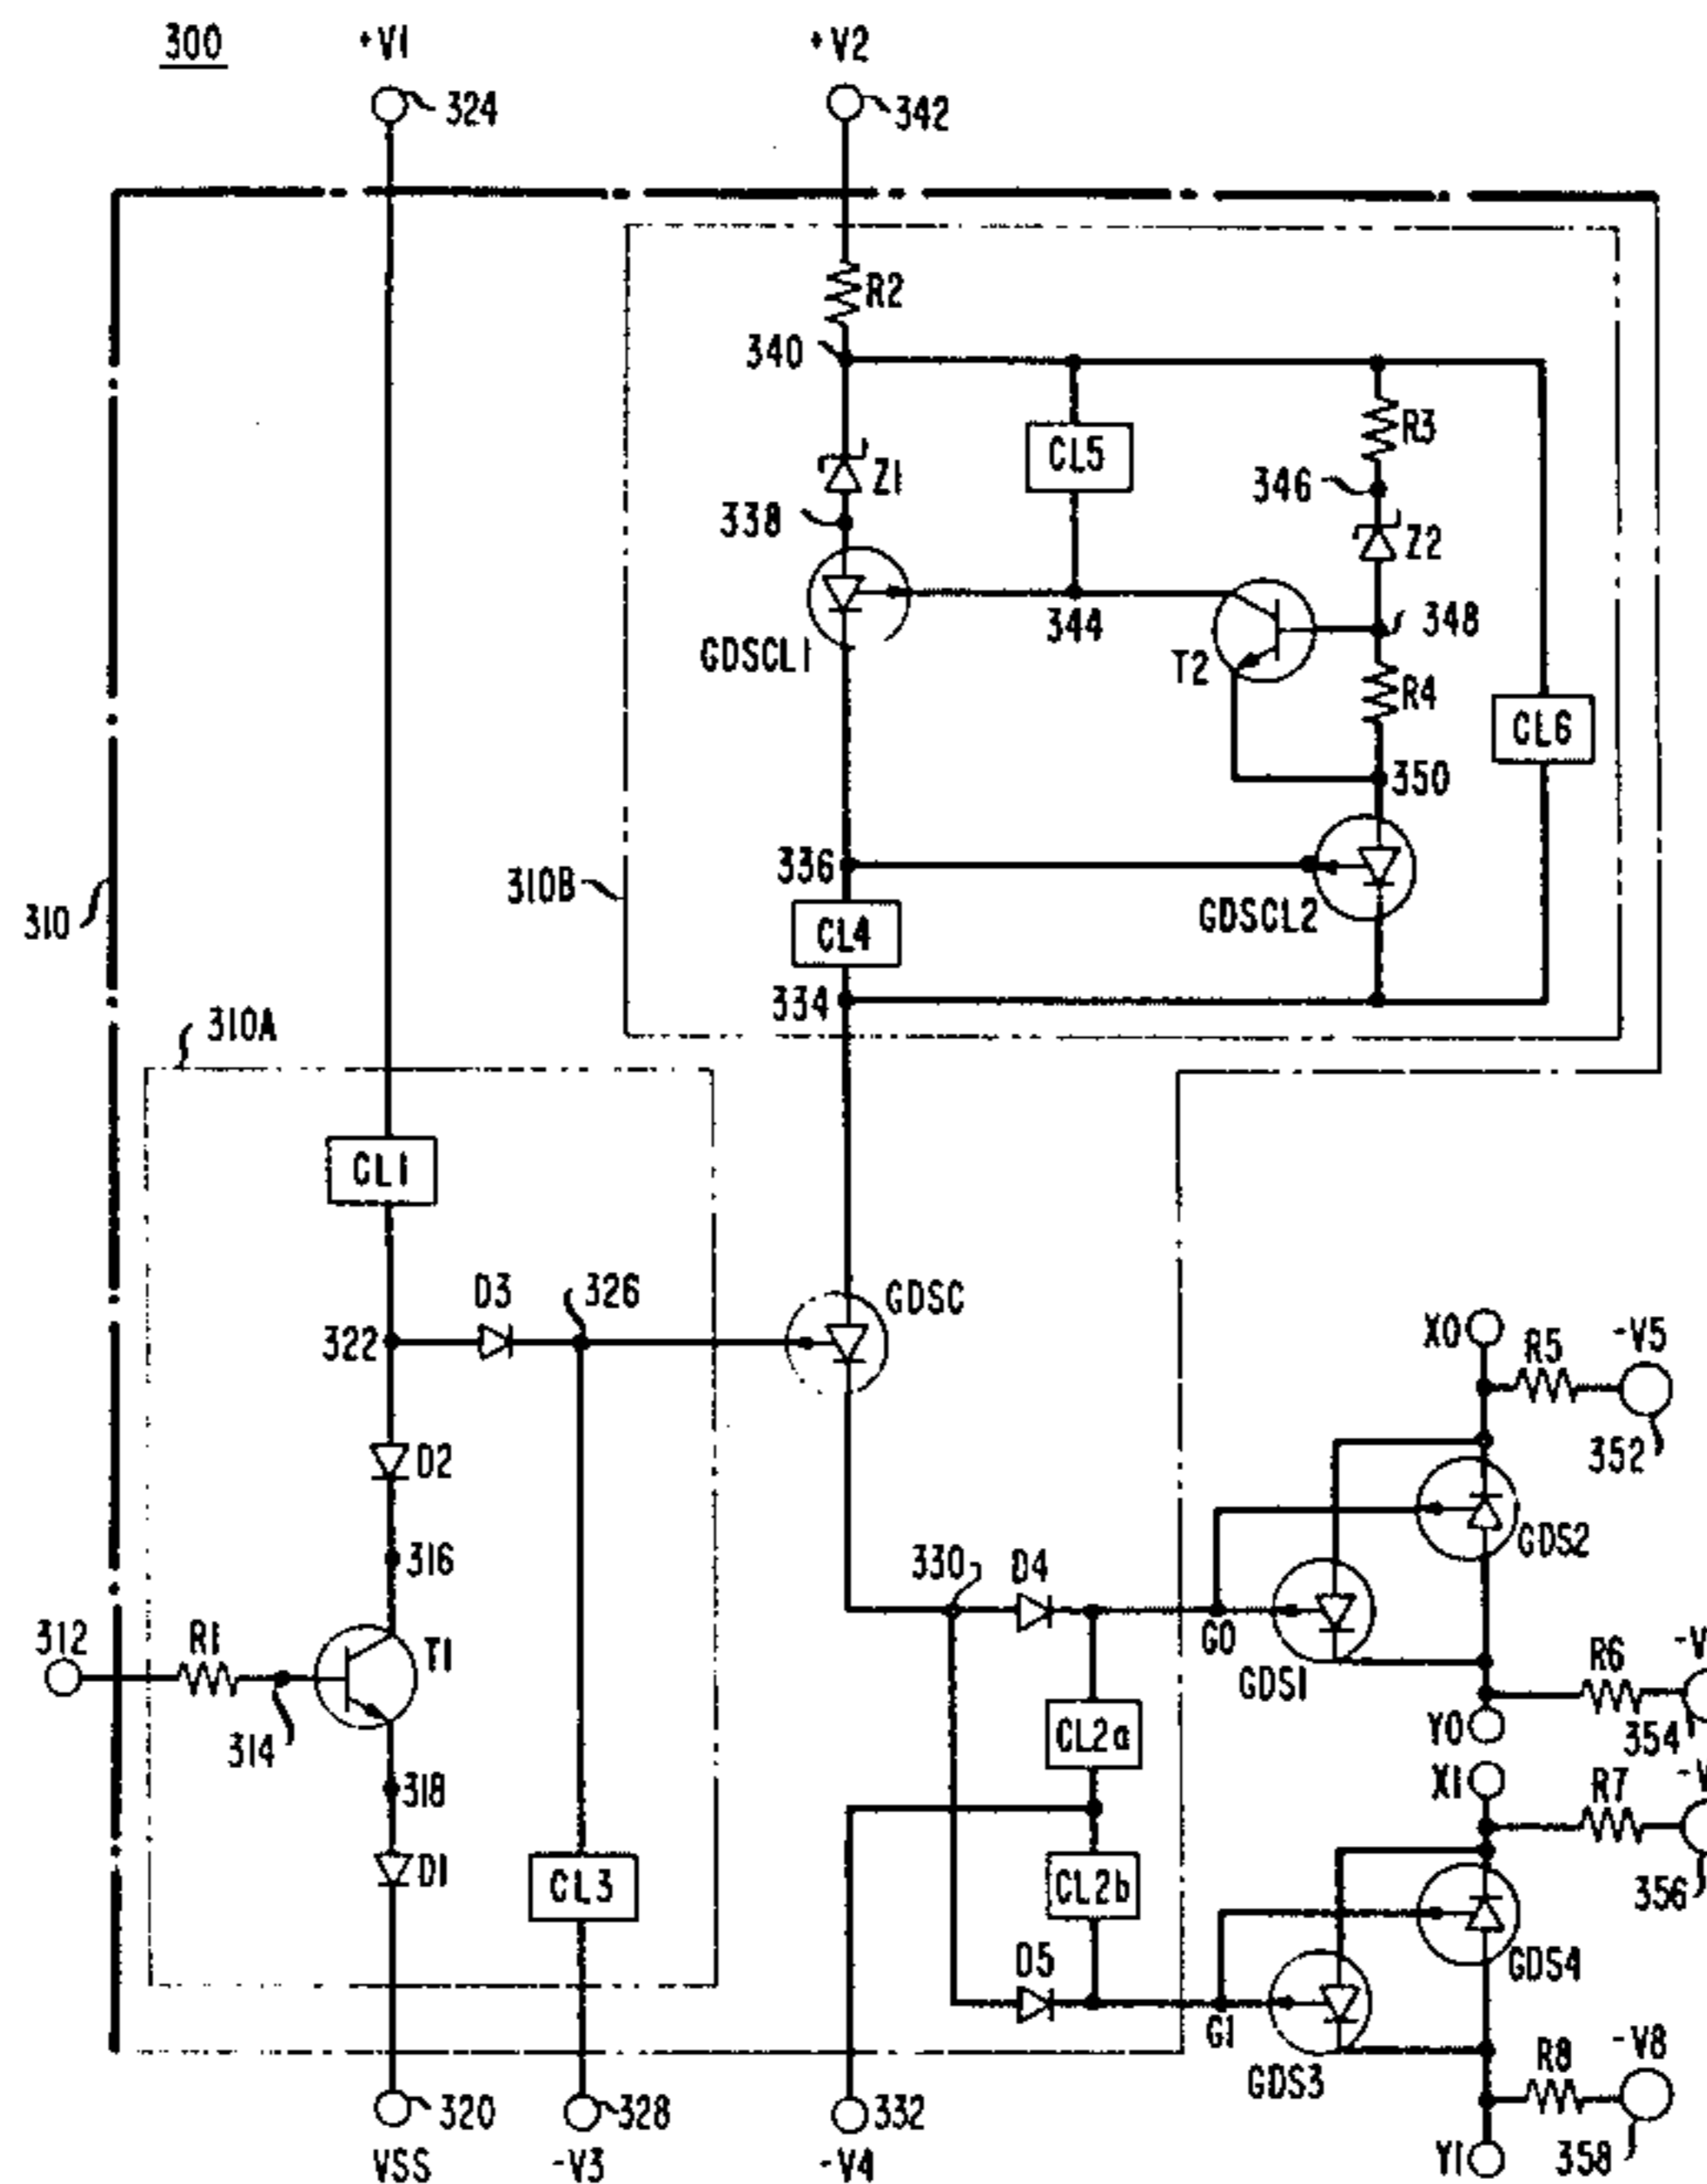 300
+V1
+V2
324
342
R2
340
CL5
R3
346
Z1
338
Z2
344
348
GDSCL1
T2
R4
CL6
350
336
310B
310
GDSCL2
CL4
334
310A
CL1
D3
326
GDSC
322
X0
R5
-V5
352
D2
GDS2
316
330
D4
312
R1
T1
G0
GDS1
R6
314
CL2a
Y0
354
318
X1
R7
D1
CL3
CL2b
356
D5
GDS4
G1
GDS3
R8
-V8
320
328
332
VSS
-V3
-V4
Y1
358